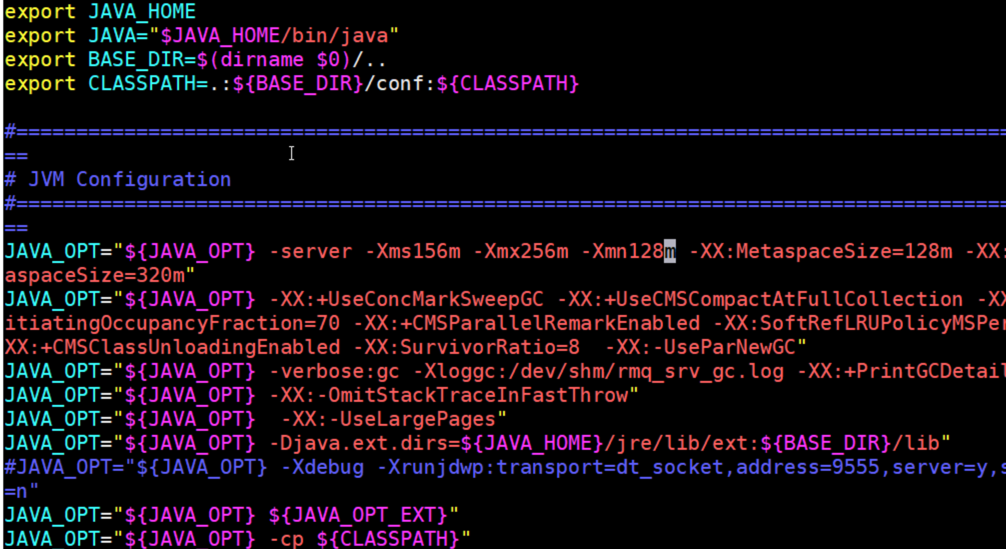 export JAVA_HOME
export JAVA="$JAVA_HOME/bin/java"
export BASE_DIR=$(dirname $0)/..
export CLASSPATH=.:${BASE_DIR}/conf:${CLASSPATH}
#===================================================================================
==
# JVM Configuration
#===================================================================================
==
JAVA_OPT="${JAVA_OPT} -server -Xms156m -Xmx256m -Xmn128m -XX:MetaspaceSize=128m -XX:
aspaceSize=320m"
JAVA_OPT="${JAVA_OPT} -XX:+UseConcMarkSweepGC -XX:+UseCMSCompactAtFullCollection -XX
itiatingOccupancyFraction=70 -XX:+CMSParallelRemarkEnabled -XX:SoftRefLRUPolicyMSPer
XX:+CMSClassUnloadingEnabled -XX:SurvivorRatio=8  -XX:-UseParNewGC"
JAVA_OPT="${JAVA_OPT} -verbose:gc -Xloggc:/dev/shm/rmq_srv_gc.log -XX:+PrintGCDetail
JAVA_OPT="${JAVA_OPT} -XX:-OmitStackTraceInFastThrow"
JAVA_OPT="${JAVA_OPT}  -XX:-UseLargePages"
JAVA_OPT="${JAVA_OPT} -Djava.ext.dirs=${JAVA_HOME}/jre/lib/ext:${BASE_DIR}/lib"
#JAVA_OPT="${JAVA_OPT} -Xdebug -Xrunjdwp:transport=dt_socket,address=9555,server=y,s
=n"
JAVA_OPT="${JAVA_OPT} ${JAVA_OPT_EXT}"
JAVA_OPT="${JAVA_OPT} -cp ${CLASSPATH}"